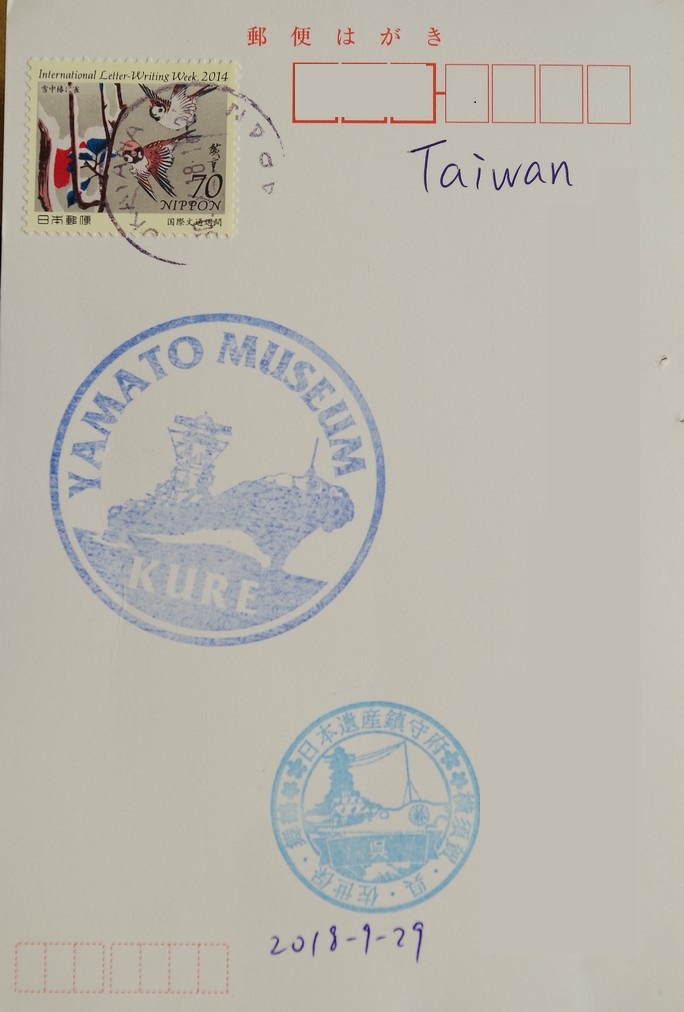 郵便はがき
International Letter-Writing Week, 2014
雪中椿に雀
70
NIPPON
日本郵便
国際文通週間
Taiwan
YAMATO MUSEUM
KURE
日本遺産鎮守府
横須賀・呉・佐世保・舞鶴
呉
2018-9-29